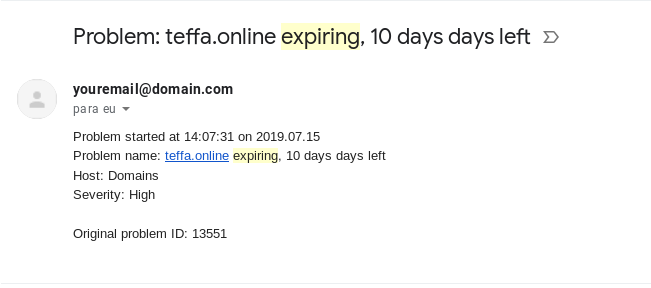 Problem: teffa.online expiring, 10 days days left
youremail@domain.com
para eu
Problem started at 14:07:31 on 2019.07.15
Problem name: teffa.online expiring, 10 days days left
Host: Domains
Severity: High
Original problem ID: 13551